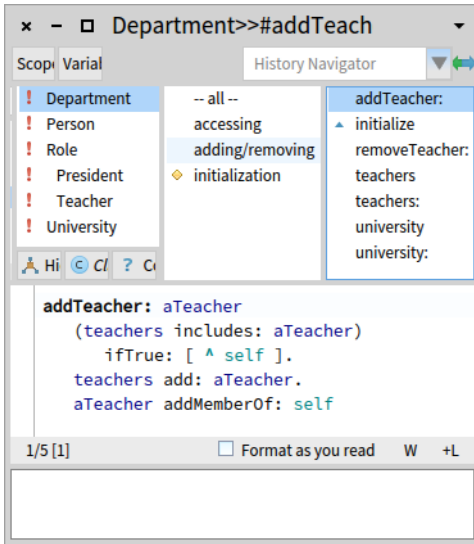 Department>>#addTeach
Scop Varial History Navigator
! Department
! Person
! Role
! President
! Teacher
! University
Hi C Cl ? C
-- all --
accessing
adding/removing
initialization
addTeacher:
initialize
removeTeacher:
teachers
teachers:
university
university:
addTeacher: aTeacher
(teachers includes: aTeacher)
ifTrue: [ ^ self ].
teachers add: aTeacher.
aTeacher addMemberOf: self
1/5 [1] Format as you read W +L